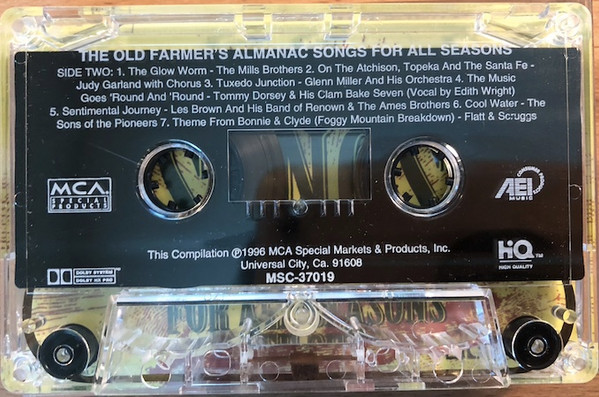 THE OLD FARMER'S ALMANAC SONGS FOR ALL SEASONS
SIDE TWO: 1. The Glow Worm - The Mills Brothers 2. On The Atchison, Topeka And The Santa Fe -
Judy Garland with Chorus 3. Tuxedo Junction - Glenn Miller And His Orchestra 4. The Music
Goes 'Round And 'Round - Tommy Dorsey & His Clam Bake Seven (Vocal by Edith Wright)
5. Sentimental Journey - Les Brown And His Band of Renown & The Ames Brothers 6. Cool Water - The
Sons of the Pioneers 7. Theme From Bonnie & Clyde (Foggy Mountain Breakdown) - Flatt & Scruggs
MCA
SPECIAL
PRODUCTS
AEI
MUSIC
This Compilation ℗1996 MCA Special Markets & Products, Inc.
Universal City, Ca. 91608
MSC-37019
DOLBY SYSTEM
DOLBY HX PRO
HiQ™
HIGH QUALITY
FOR ALL SEASONS